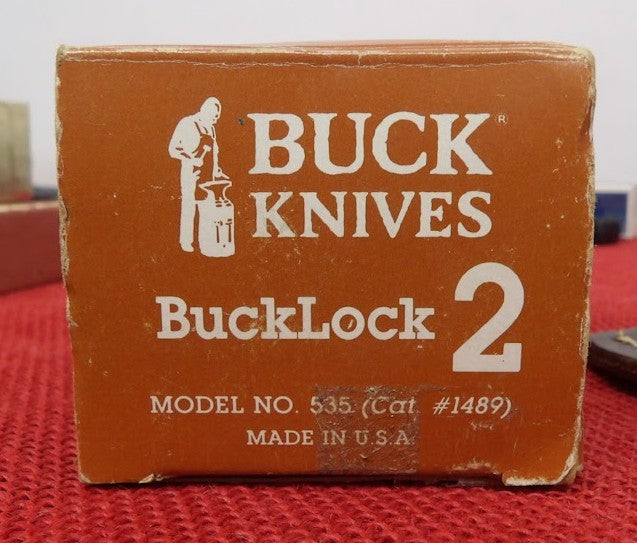 BUCK®
KNIVES
BuckLock 2
MODEL NO. 535 (Cat. #1489)
MADE IN U.S.A